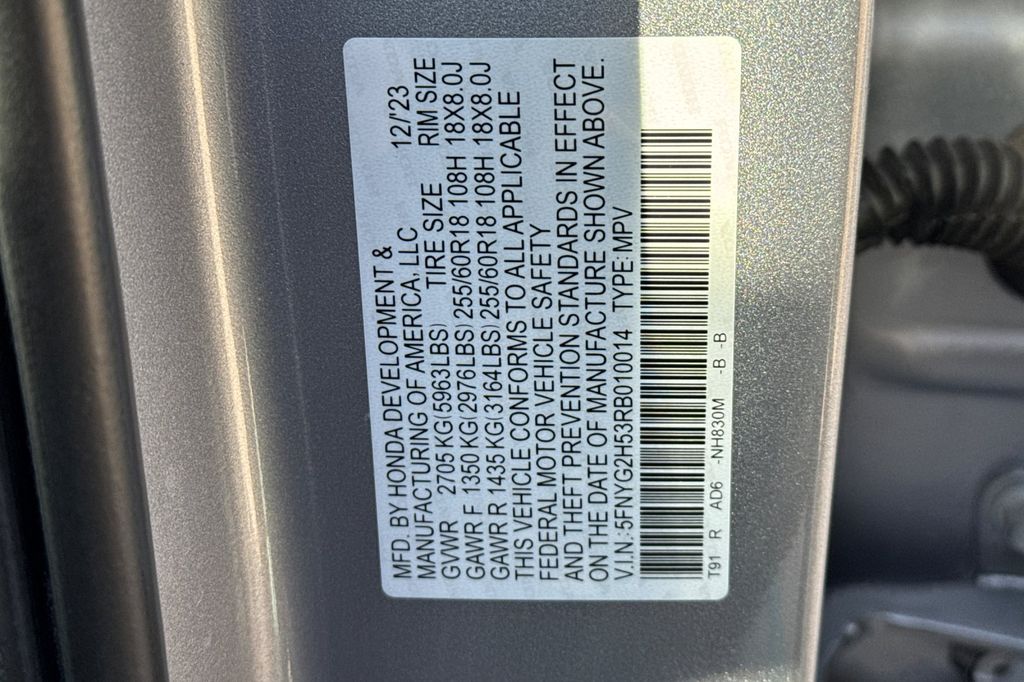 MFD. BY HONDA DEVELOPMENT &
MANUFACTURING OF AMERICA, LLC 12/'23
GVWR 2705 KG(5963LBS) TIRE SIZE RIM SIZE
GAWR F 1350 KG(2976LBS) 255/60R18 108H 18X8.0J
GAWR R 1435 KG(3164LBS) 255/60R18 108H 18X8.0J
THIS VEHICLE CONFORMS TO ALL APPLICABLE
FEDERAL MOTOR VEHICLE SAFETY
AND THEFT PREVENTION STANDARDS IN EFFECT
ON THE DATE OF MANUFACTURE SHOWN ABOVE.
V.I.N.:5FNYG2H53RB010014 TYPE:MPV
T91 R AD6 -NH830M -B -B